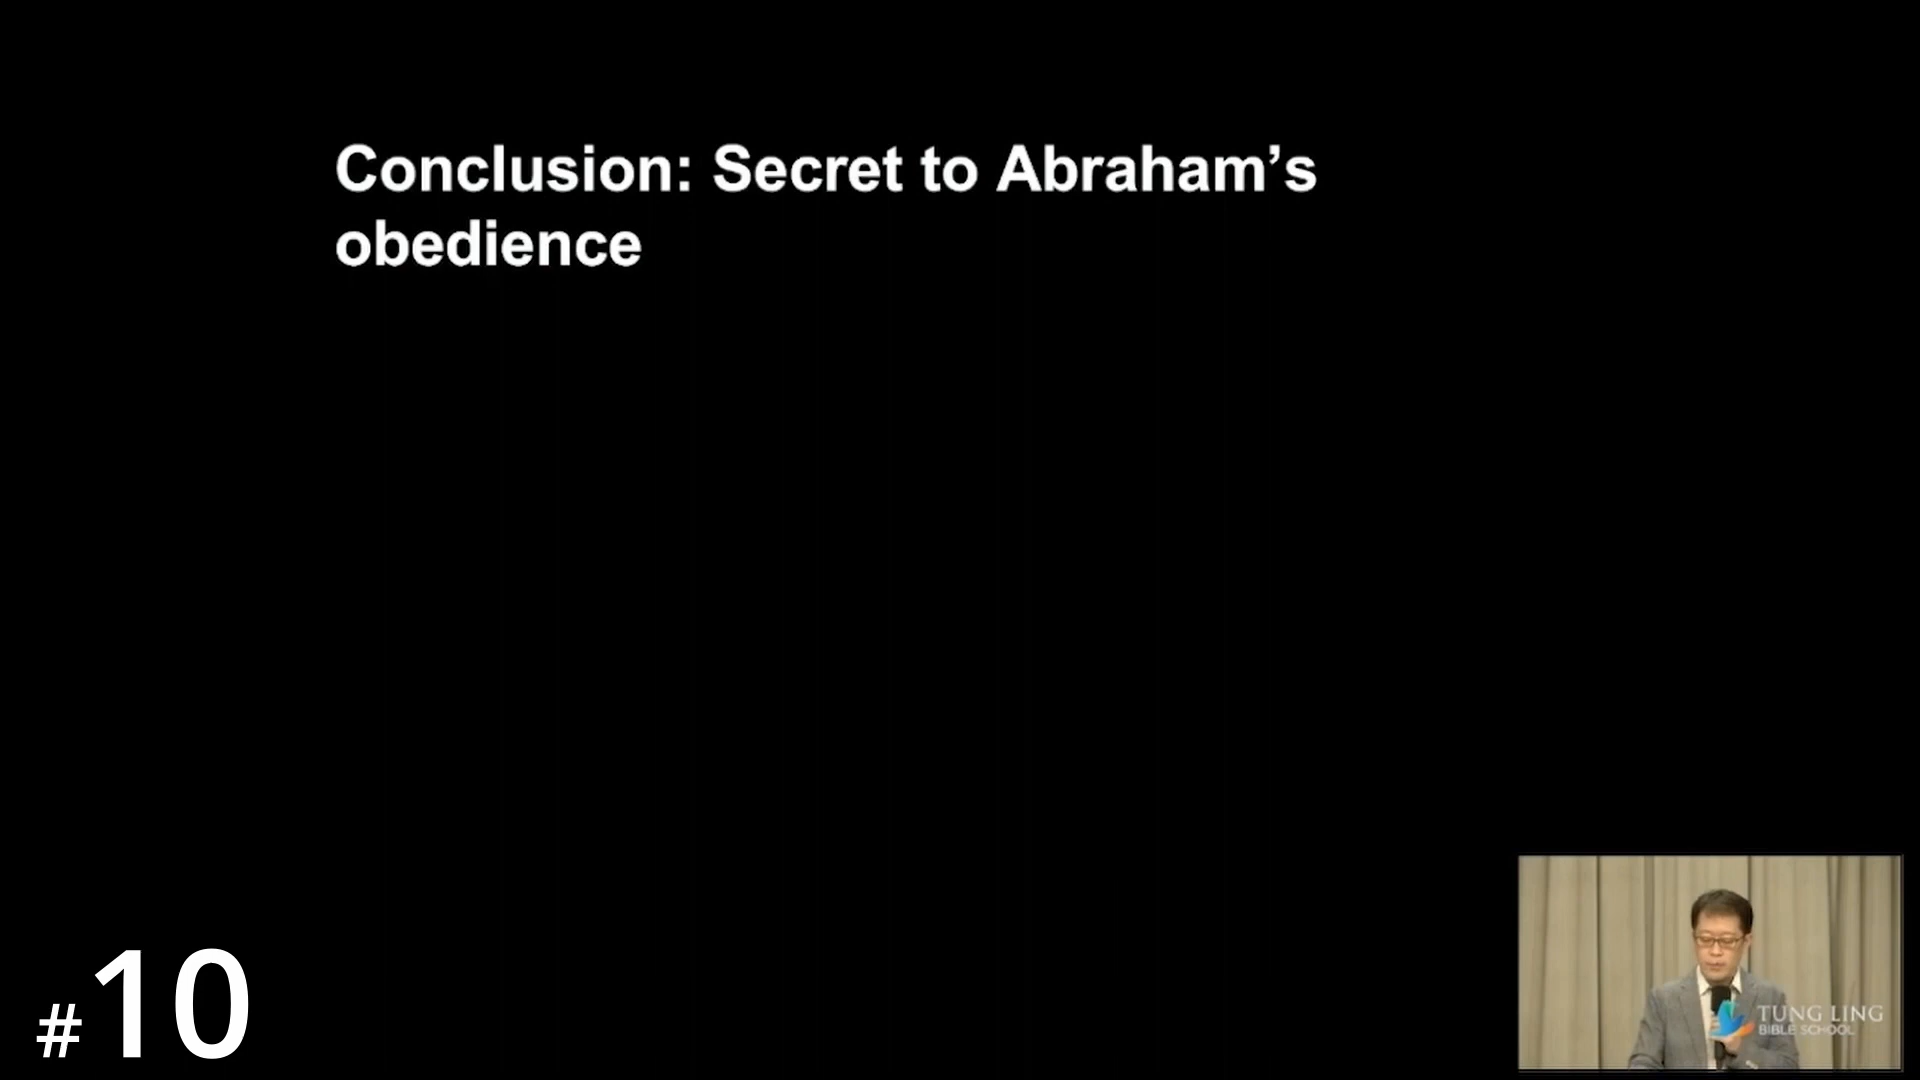 Conclusion: Secret to Abraham’s
obedience
#10
TUNG LING
BIBLE SCHOOL